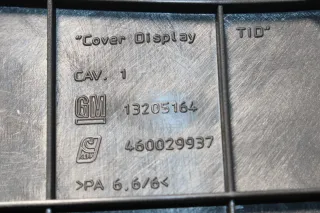 "Cover Display TID"
CAV. 1
GM 13205164
460029937
>PA 6.6/6<